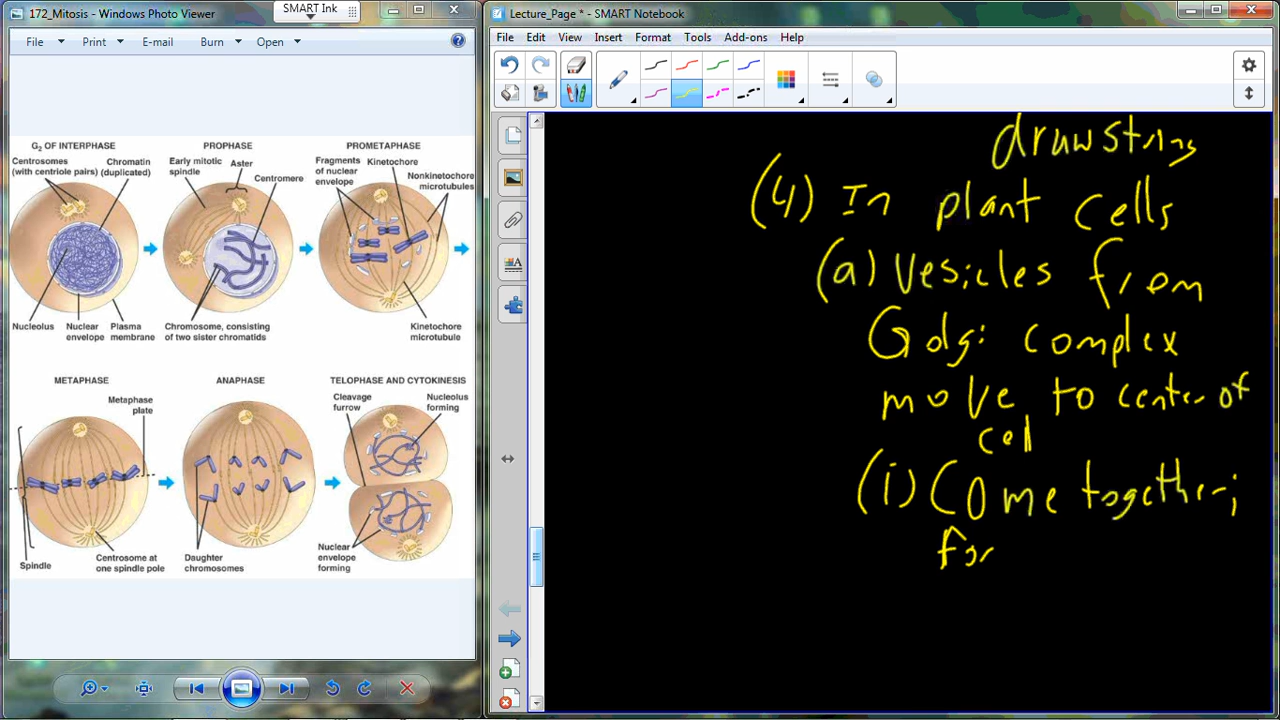 172_Mitosis - Windows Photo Viewer
SMART Ink
File Print E-mail Burn Open
G2 OF INTERPHASE
PROPHASE
PROMETAPHASE
Centrosomes
(with centriole pairs)
Chromatin
(duplicated)
Early mitotic
spindle
Aster
Centromere
Fragments
of nuclear
envelope
Kinetochore
Nonkinetochore
microtubules
Nucleolus
Nuclear
envelope
Plasma
membrane
Chromosome, consisting
of two sister chromatids
Kinetochore
microtubule
METAPHASE
ANAPHASE
TELOPHASE AND CYTOKINESIS
Metaphase
plate
Cleavage
furrow
Nucleolus
forming
Spindle
Centrosome at
one spindle pole
Daughter
chromosomes
Nuclear
envelope
forming
Lecture_Page * - SMART Notebook
File Edit View Insert Format Tools Add-ons Help
drawstring
(4) In plant cells
(a) Vesicles from
Golgi complex
move to center of
cell
(i) Come together;
for